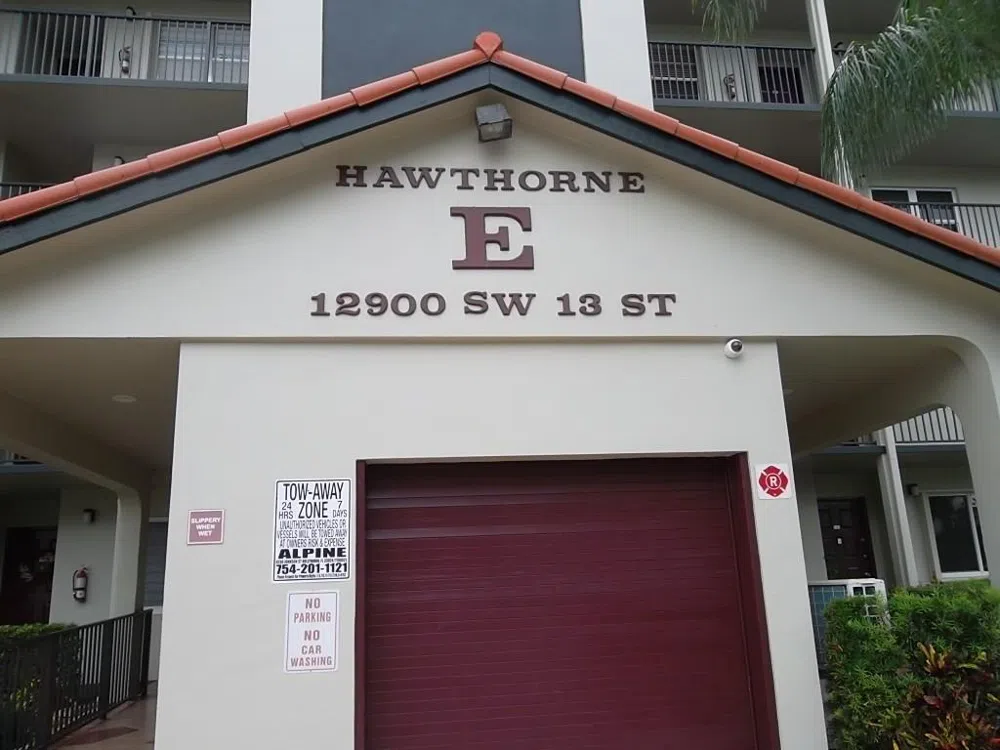 HAWTHORNE
E
12900 SW 13 ST
TOW-AWAY
24 HRS ZONE 7 DAYS
UNAUTHORIZED VEHICLES OR
VESSELS WILL BE TOWED AWAY
AT OWNERS RISK & EXPENSE
ALPINE
754-201-1121
SLIPPERY
WHEN
WET
NO
PARKING
NO
CAR
WASHING
R